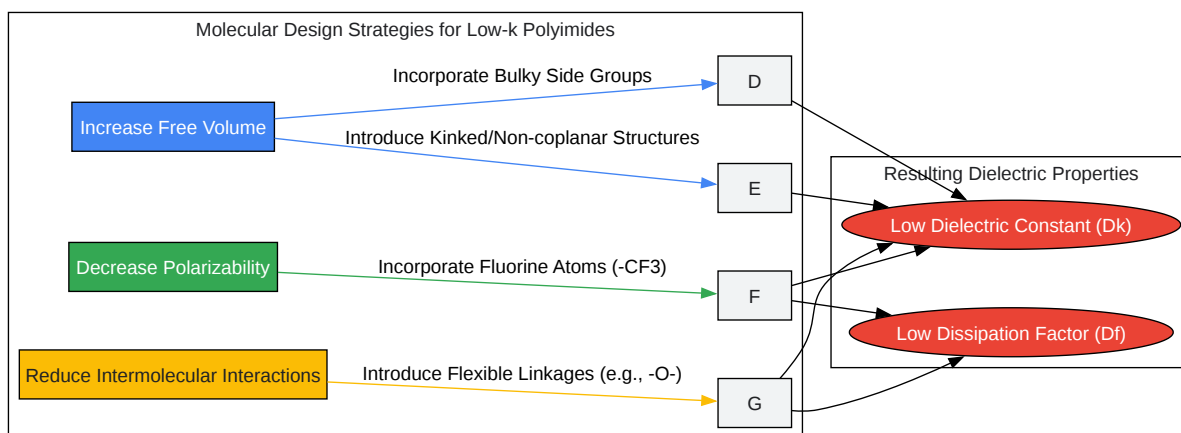 Molecular Design Strategies for Low-k Polyimides
Incorporate Bulky Side Groups
D
Increase Free Volume
Introduce Kinked/Non-coplanar Structures
E
Resulting Dielectric Properties
Low Dielectric Constant (Dk)
Decrease Polarizability
Incorporate Fluorine Atoms (-CF3)
F
Low Dissipation Factor (Df)
Reduce Intermolecular Interactions
Introduce Flexible Linkages (e.g., -O-)
G